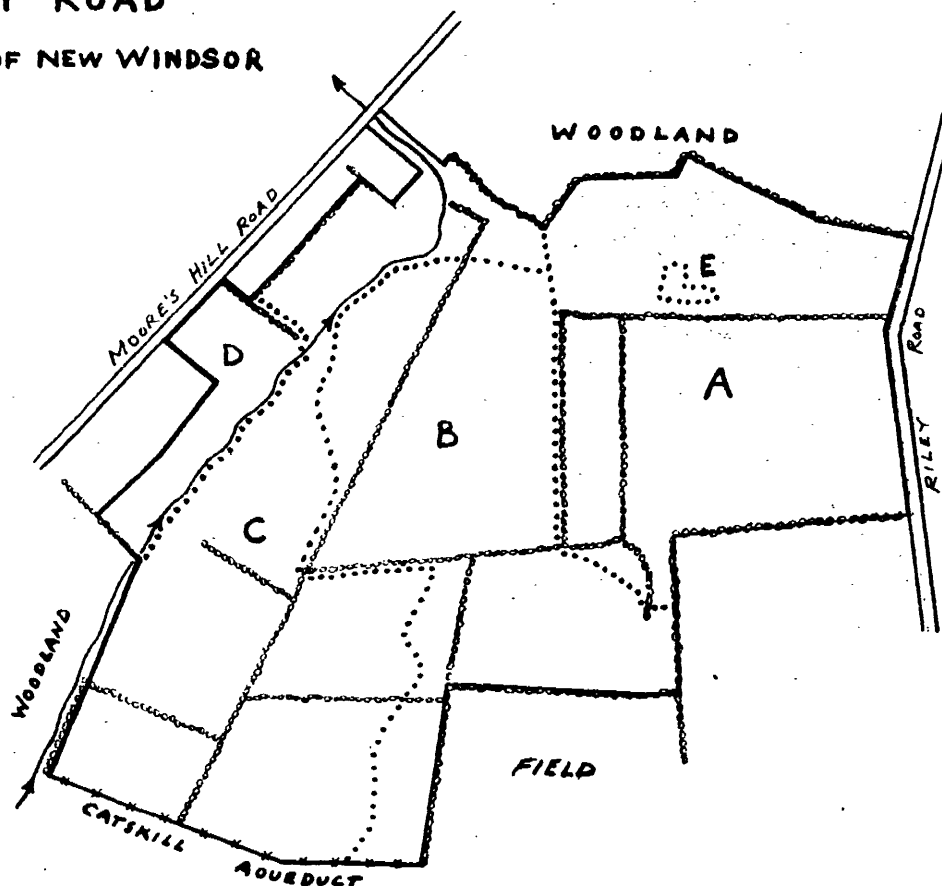 ROAD
OF NEW WINDSOR
WOODLAND
MOORE'S HILL ROAD
E
ROAD
D
A
B
RILEY
C
WOODLAND
FIELD
CATSKILL
AQUEDUCT